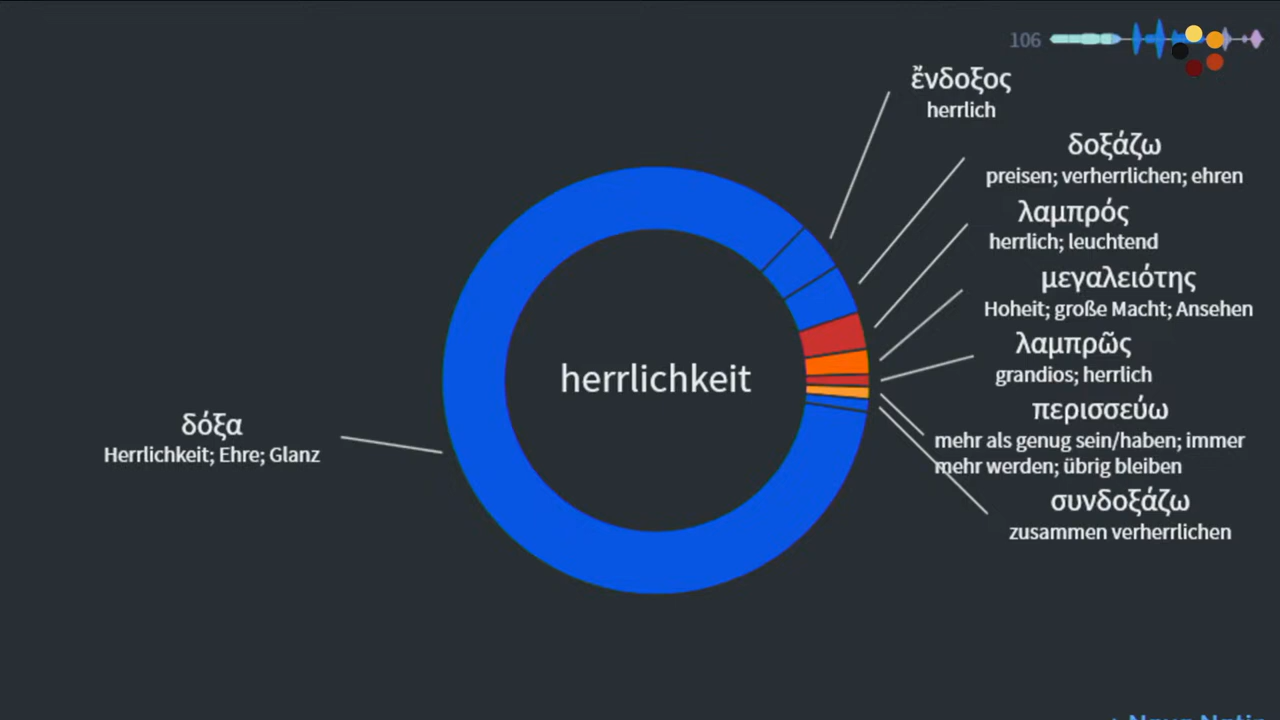 106
ἔνδοξος
herrlich
δοξάζω
preisen; verherrlichen; ehren
λαμπρός
herrlich; leuchtend
μεγαλειότης
Hoheit; große Macht; Ansehen
λαμπρῶς
grandios; herrlich
περισσεύω
mehr als genug sein/haben; immer
mehr werden; übrig bleiben
συνδοξάζω
zusammen verherrlichen
herrlichkeit
δόξα
Herrlichkeit; Ehre; Glanz